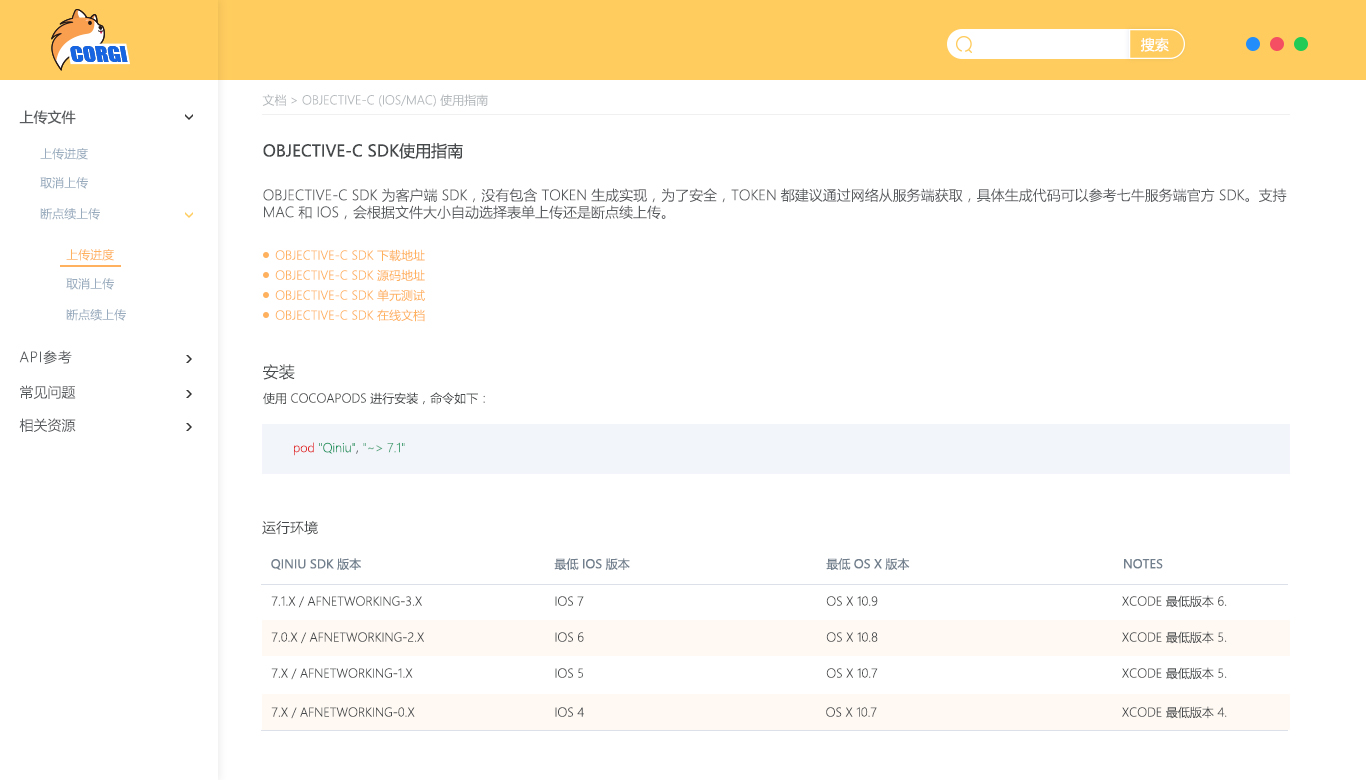 CORGI
搜索
上传文件
上传进度
取消上传
断点续上传
上传进度
取消上传
断点续上传
API参考
常见问题
相关资源
文档 > OBJECTIVE-C (IOS/MAC) 使用指南
OBJECTIVE-C SDK使用指南
OBJECTIVE-C SDK 为客户端 SDK，没有包含 TOKEN 生成实现，为了安全，TOKEN 都建议通过网络从服务端获取，具体生成代码可以参考七牛服务端官方 SDK。支持
MAC 和 IOS，会根据文件大小自动选择表单上传还是断点续上传。
OBJECTIVE-C SDK 下载地址
OBJECTIVE-C SDK 源码地址
OBJECTIVE-C SDK 单元测试
OBJECTIVE-C SDK 在线文档
安装
使用 COCOAPODS 进行安装，命令如下：
pod "Qiniu", "~> 7.1"
运行环境
QINIU SDK 版本 最低 IOS 版本 最低 OS X 版本 NOTES
7.1.X / AFNETWORKING-3.X IOS 7 OS X 10.9 XCODE 最低版本 6.
7.0.X / AFNETWORKING-2.X IOS 6 OS X 10.8 XCODE 最低版本 5.
7.X / AFNETWORKING-1.X IOS 5 OS X 10.7 XCODE 最低版本 5.
7.X / AFNETWORKING-0.X IOS 4 OS X 10.7 XCODE 最低版本 4.